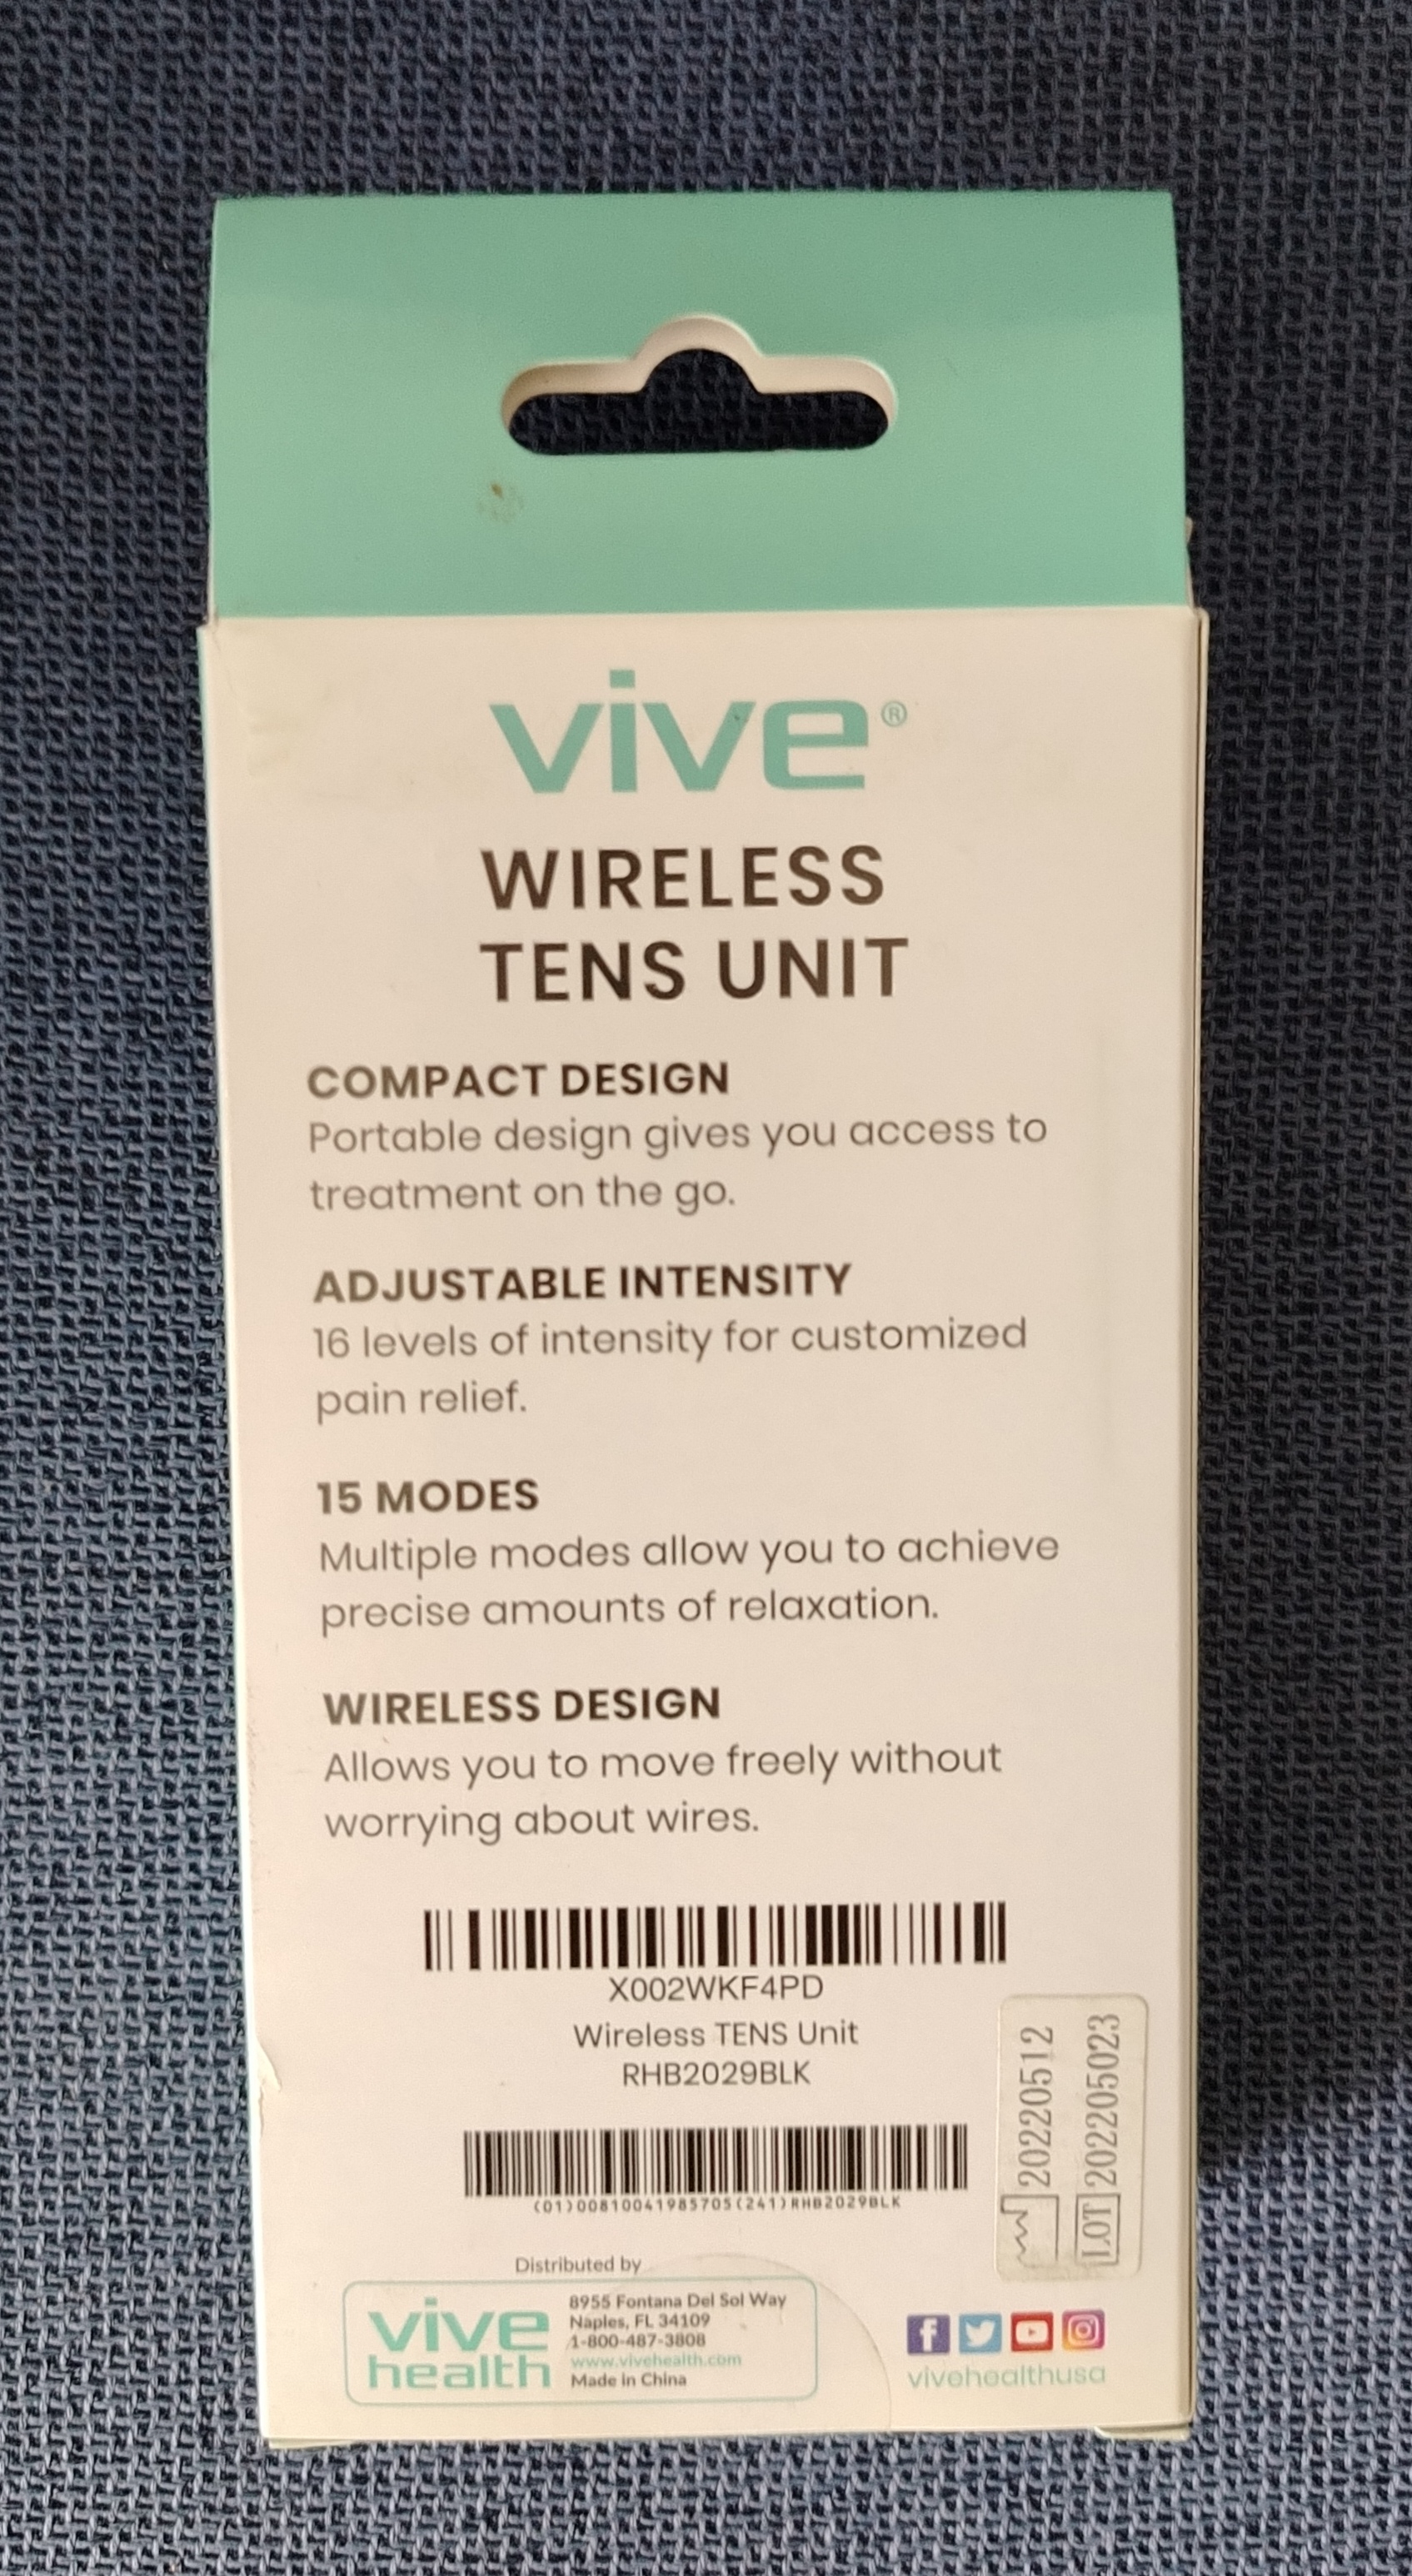 vive®
WIRELESS
TENS UNIT
COMPACT DESIGN
Portable design gives you access to
treatment on the go.
ADJUSTABLE INTENSITY
16 levels of intensity for customized
pain relief.
15 MODES
Multiple modes allow you to achieve
precise amounts of relaxation.
WIRELESS DESIGN
Allows you to move freely without
worrying about wires.
X002WKF4PD
Wireless TENS Unit
RHB2029BLK
20220512
LOT 202205023
(01)00810041985705(241)RHB2029BLK
Distributed by
vive
health
8955 Fontana Del Sol Way
Naples, FL 34109
1-800-487-3808
www.vivehealth.com
Made in China
vivehealthusa